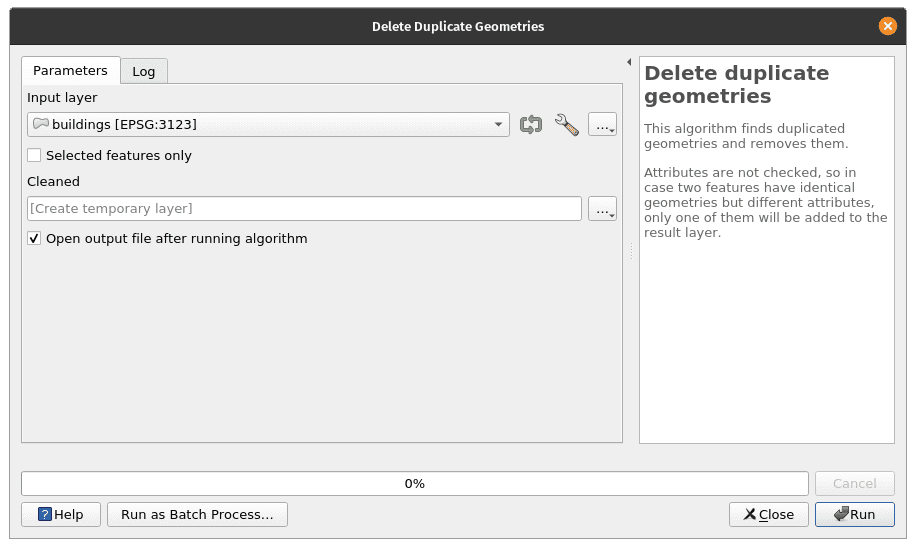 Delete Duplicate Geometries
Parameters
Log
Input layer
buildings [EPSG:3123]
...
Selected features only
Cleaned
[Create temporary layer]
...
Open output file after running algorithm
Delete duplicate
geometries
This algorithm finds duplicated
geometries and removes them.
Attributes are not checked, so in
case two features have identical
geometries but different attributes,
only one of them will be added to the
result layer.
0%
Cancel
Help
Run as Batch Process...
Close
Run